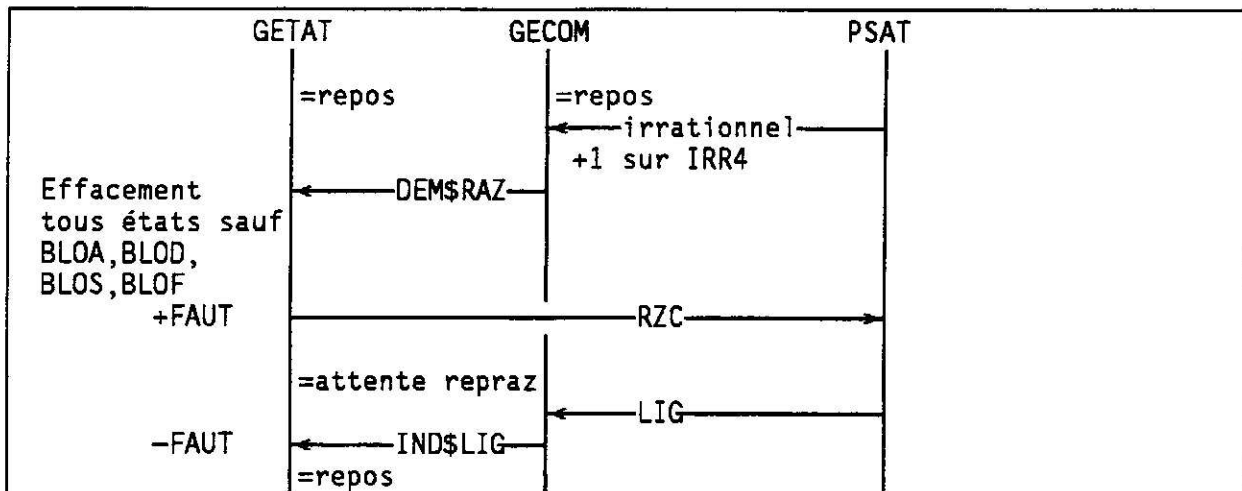 GETAT GECOM PSAT
=repos =repos
irrationnel
+1 sur IRR4
Effacement DEM$RAZ
tous états sauf
BLOA,BLOD,
BLOS,BLOF
+FAUT RZC
=attente repraz
LIG
-FAUT IND$LIG
=repos